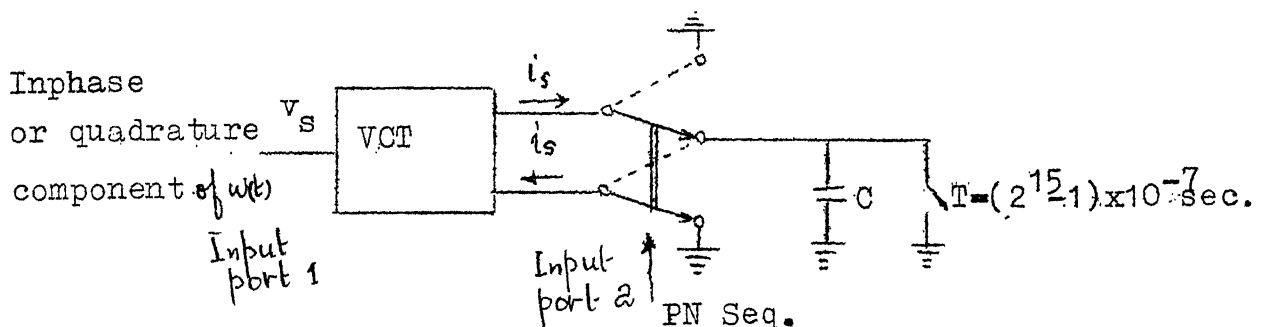 Inphase
or quadrature
component of w(t)
Input
port 1
v_s
VCT
i_s
i_s
Input
port 2
PN Seq.
C
T=(2^15-1)x10^-7 sec.